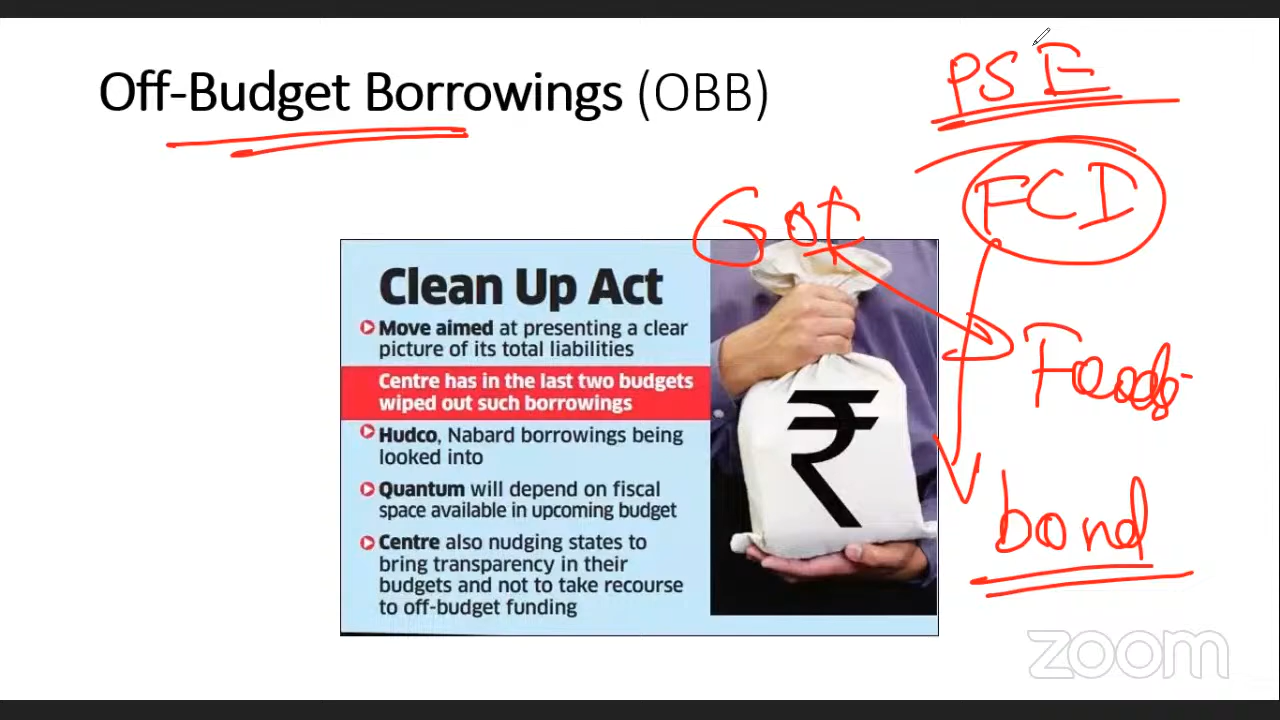 Off-Budget Borrowings (OBB)
PSE
FCI
Got
Clean Up Act
Move aimed at presenting a clear
picture of its total liabilities
Centre has in the last two budgets
wiped out such borrowings
Hudco, Nabard borrowings being
looked into
Quantum will depend on fiscal
space available in upcoming budget
Centre also nudging states to
bring transparency in their
budgets and not to take recourse
to off-budget funding
₹
bond
zoom